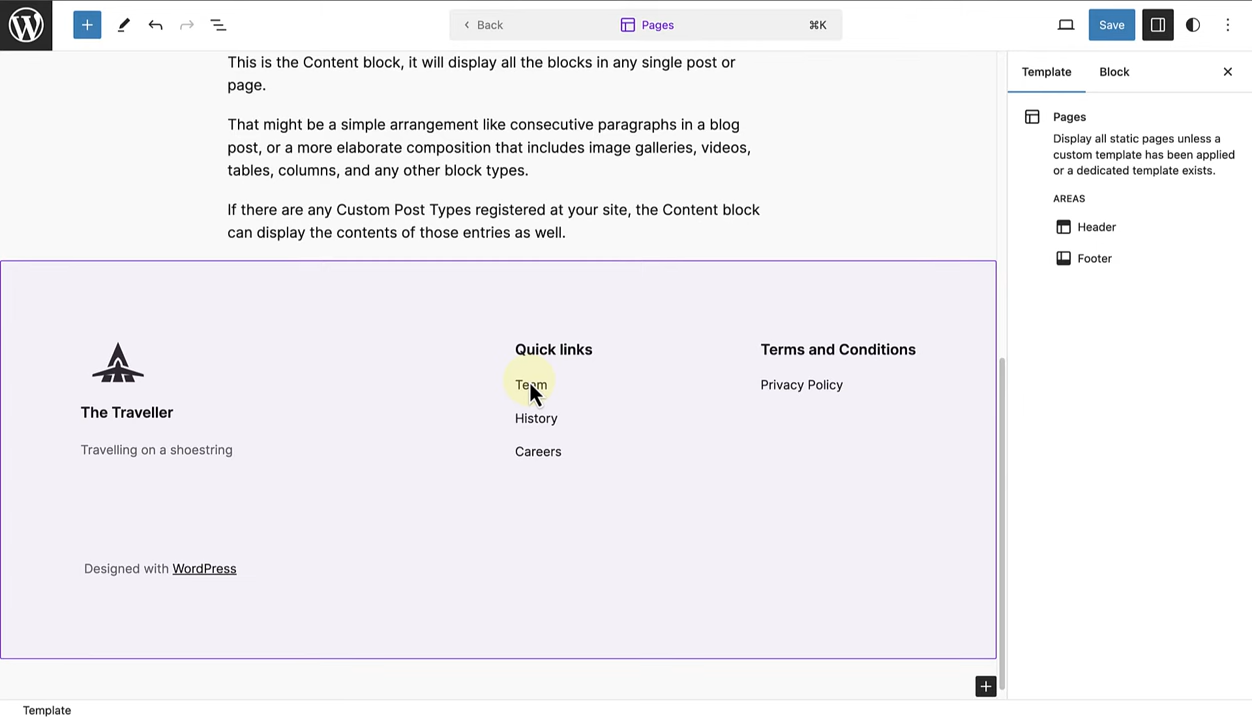 Back
Pages
⌘K
Save
This is the Content block, it will display all the blocks in any single post or
page.
That might be a simple arrangement like consecutive paragraphs in a blog
post, or a more elaborate composition that includes image galleries, videos,
tables, columns, and any other block types.
If there are any Custom Post Types registered at your site, the Content block
can display the contents of those entries as well.
The Traveller
Travelling on a shoestring
Quick links
Team
History
Careers
Terms and Conditions
Privacy Policy
Designed with WordPress
Template
Block
Pages
Display all static pages unless a
custom template has been applied
or a dedicated template exists.
AREAS
Header
Footer
Template